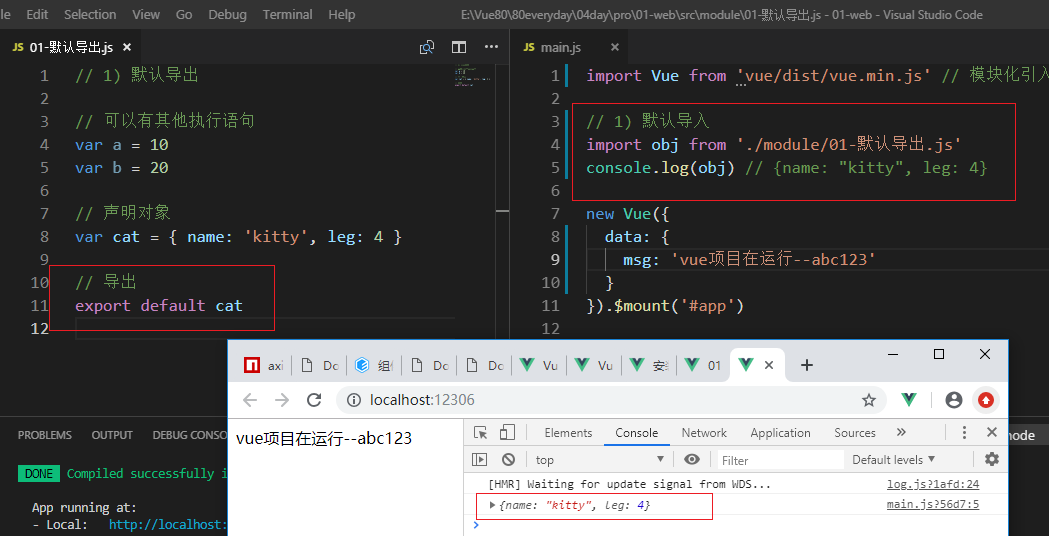 le Edit Selection View Go Debug Terminal Help E:\Vue80\80everyday\04day\pro\01-web\src\module\01-默认导出.js - 01-web - Visual Studio Code
JS 01-默认导出.js ×
1 // 1) 默认导出
2
3 // 可以有其他执行语句
4 var a = 10
5 var b = 20
6
7 // 声明对象
8 var cat = { name: 'kitty', leg: 4 }
9
10 // 导出
11 export default cat
12
JS main.js ×
1 import Vue from 'vue/dist/vue.min.js' // 模块化引入
2
3 // 1) 默认导入
4 import obj from './module/01-默认导出.js'
5 console.log(obj) // {name: "kitty", leg: 4}
6
7 new Vue({
8 data: {
9 msg: 'vue项目在运行--abc123'
10 }
11 }).$mount('#app')
12
PROBLEMS OUTPUT DEBUG CONSO
node
DONE Compiled successfully i
App running at:
- Local: http://localhost:
axi Do 组 Do Do Vu Vu 安 01 ×
localhost:12306
vue项目在运行--abc123
Elements Console Network Application Sources »
top Filter Default levels ▼
[HMR] Waiting for update signal from WDS... log.js?1afd:24
{name: "kitty", leg: 4} main.js?56d7:5